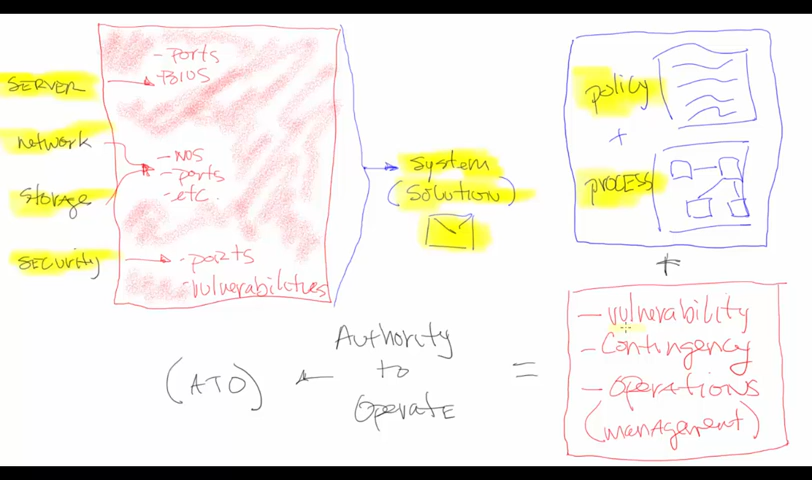 SERVER
network
Storage
SECURITY
- Ports
- BIOS
- NOS
- ports
- etc.
- ports
- vulnerabilities
System
(Solution)
policy
+
PROCESS
+
- vulnerability
- Contingency
- OPERATIONS
(management)
=
Authority
to
Operate
(ATO)